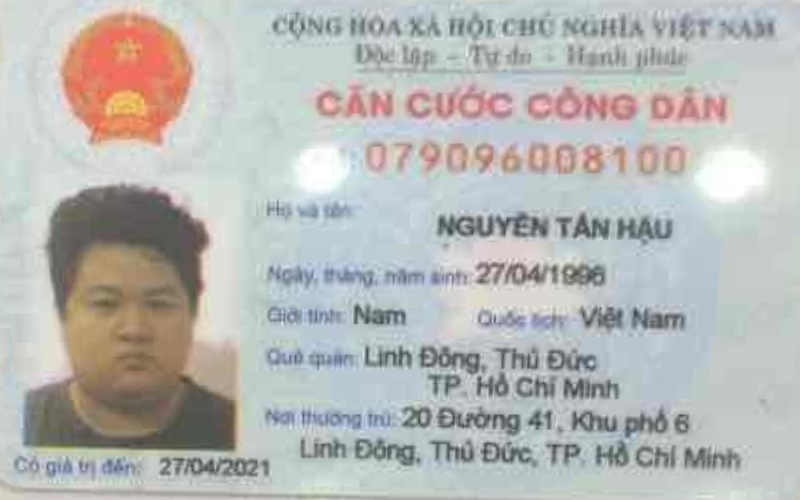 CỘNG HÒA XÃ HỘI CHỦ NGHĨA VIỆT NAM
Độc lập - Tự do - Hạnh phúc
CĂN CƯỚC CÔNG DÂN
079096008100
Họ và tên:
NGUYỄN TẤN HẬU
Ngày, tháng, năm sinh: 27/04/1996
Giới tính: Nam Quốc tịch: Việt Nam
Quê quán: Linh Đông, Thủ Đức
TP. Hồ Chí Minh
Nơi thường trú: 20 Đường 41, Khu phố 6
Linh Đông, Thủ Đức, TP. Hồ Chí Minh
Có giá trị đến: 27/04/2021